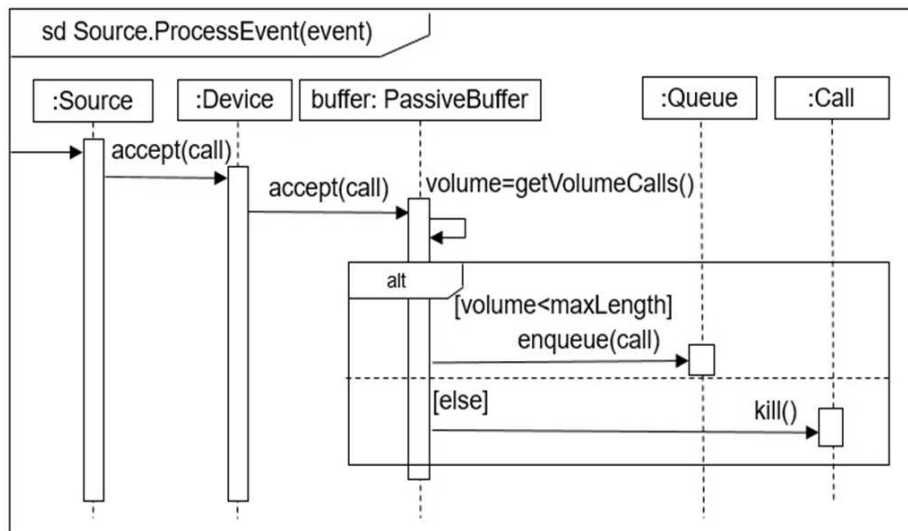 sd Source.ProcessEvent(event)
:Source
:Device
buffer: PassiveBuffer
:Queue
:Call
accept(call)
accept(call)
volume=getVolumeCalls()
alt
[volume<maxLength]
enqueue(call)
[else]
kill()